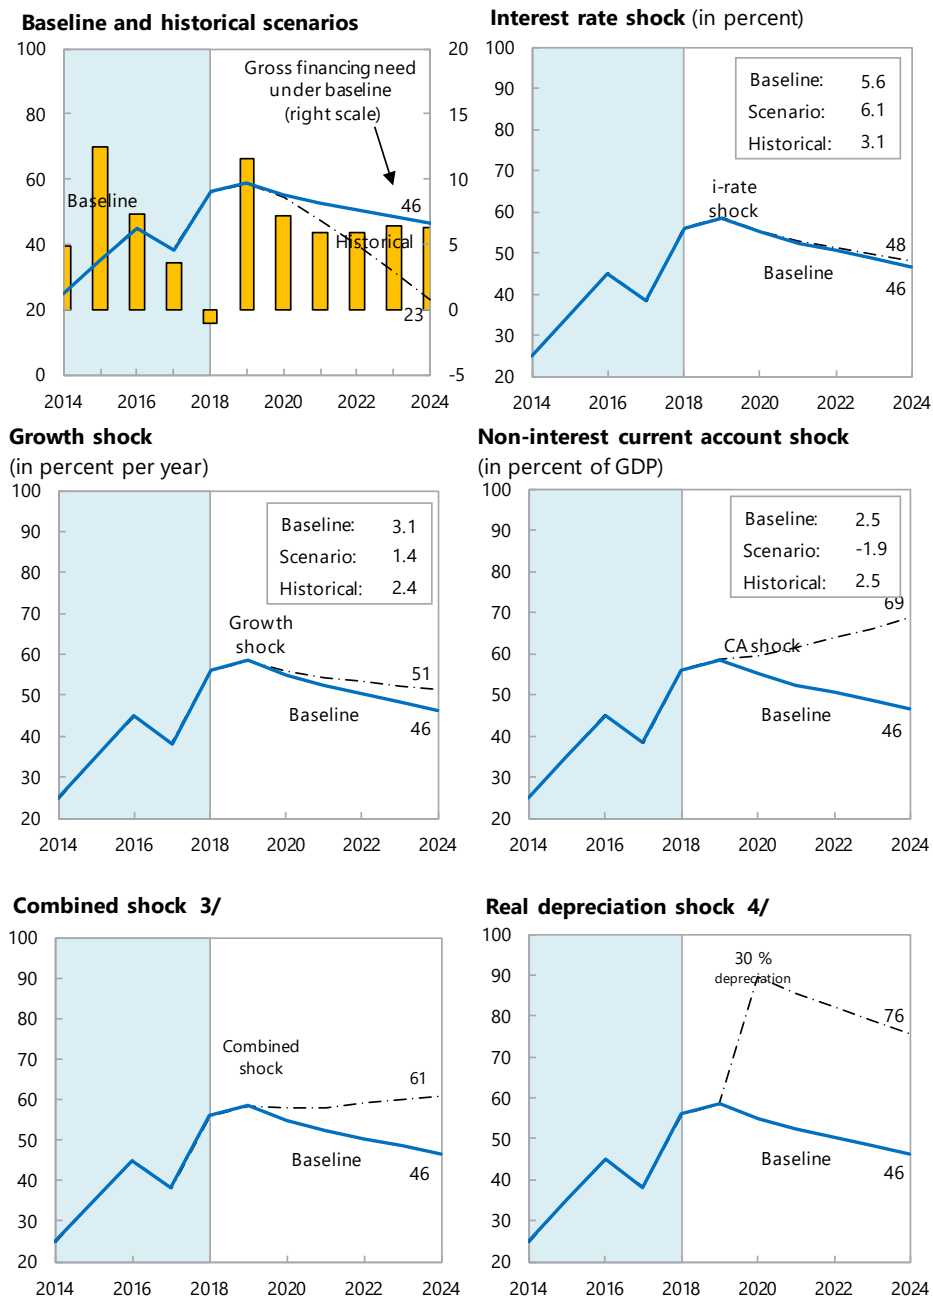 Baseline and historical scenarios
100
80
60
40
20
0
20
15
10
5
0
-5
Gross financing need
under baseline
(right scale)
Baseline
46
Historical
23
2014 2016 2018 2020 2022 2024
Interest rate shock (in percent)
100
90
80
70
60
50
40
30
20
Baseline: 5.6
Scenario: 6.1
Historical: 3.1
i-rate
shock
48
Baseline
46
2014 2016 2018 2020 2022 2024
Growth shock
(in percent per year)
100
90
80
70
60
50
40
30
20
Baseline: 3.1
Scenario: 1.4
Historical: 2.4
Growth
shock
51
Baseline
46
2014 2016 2018 2020 2022 2024
Non-interest current account shock
(in percent of GDP)
100
90
80
70
60
50
40
30
20
Baseline: 2.5
Scenario: -1.9
Historical: 2.5
69
CA shock
Baseline
46
2014 2016 2018 2020 2022 2024
Combined shock 3/
100
90
80
70
60
50
40
30
20
Combined
shock
61
Baseline
46
2014 2016 2018 2020 2022 2024
Real depreciation shock 4/
100
90
80
70
60
50
40
30
20
30 %
depreciation
76
Baseline
46
2014 2016 2018 2020 2022 2024